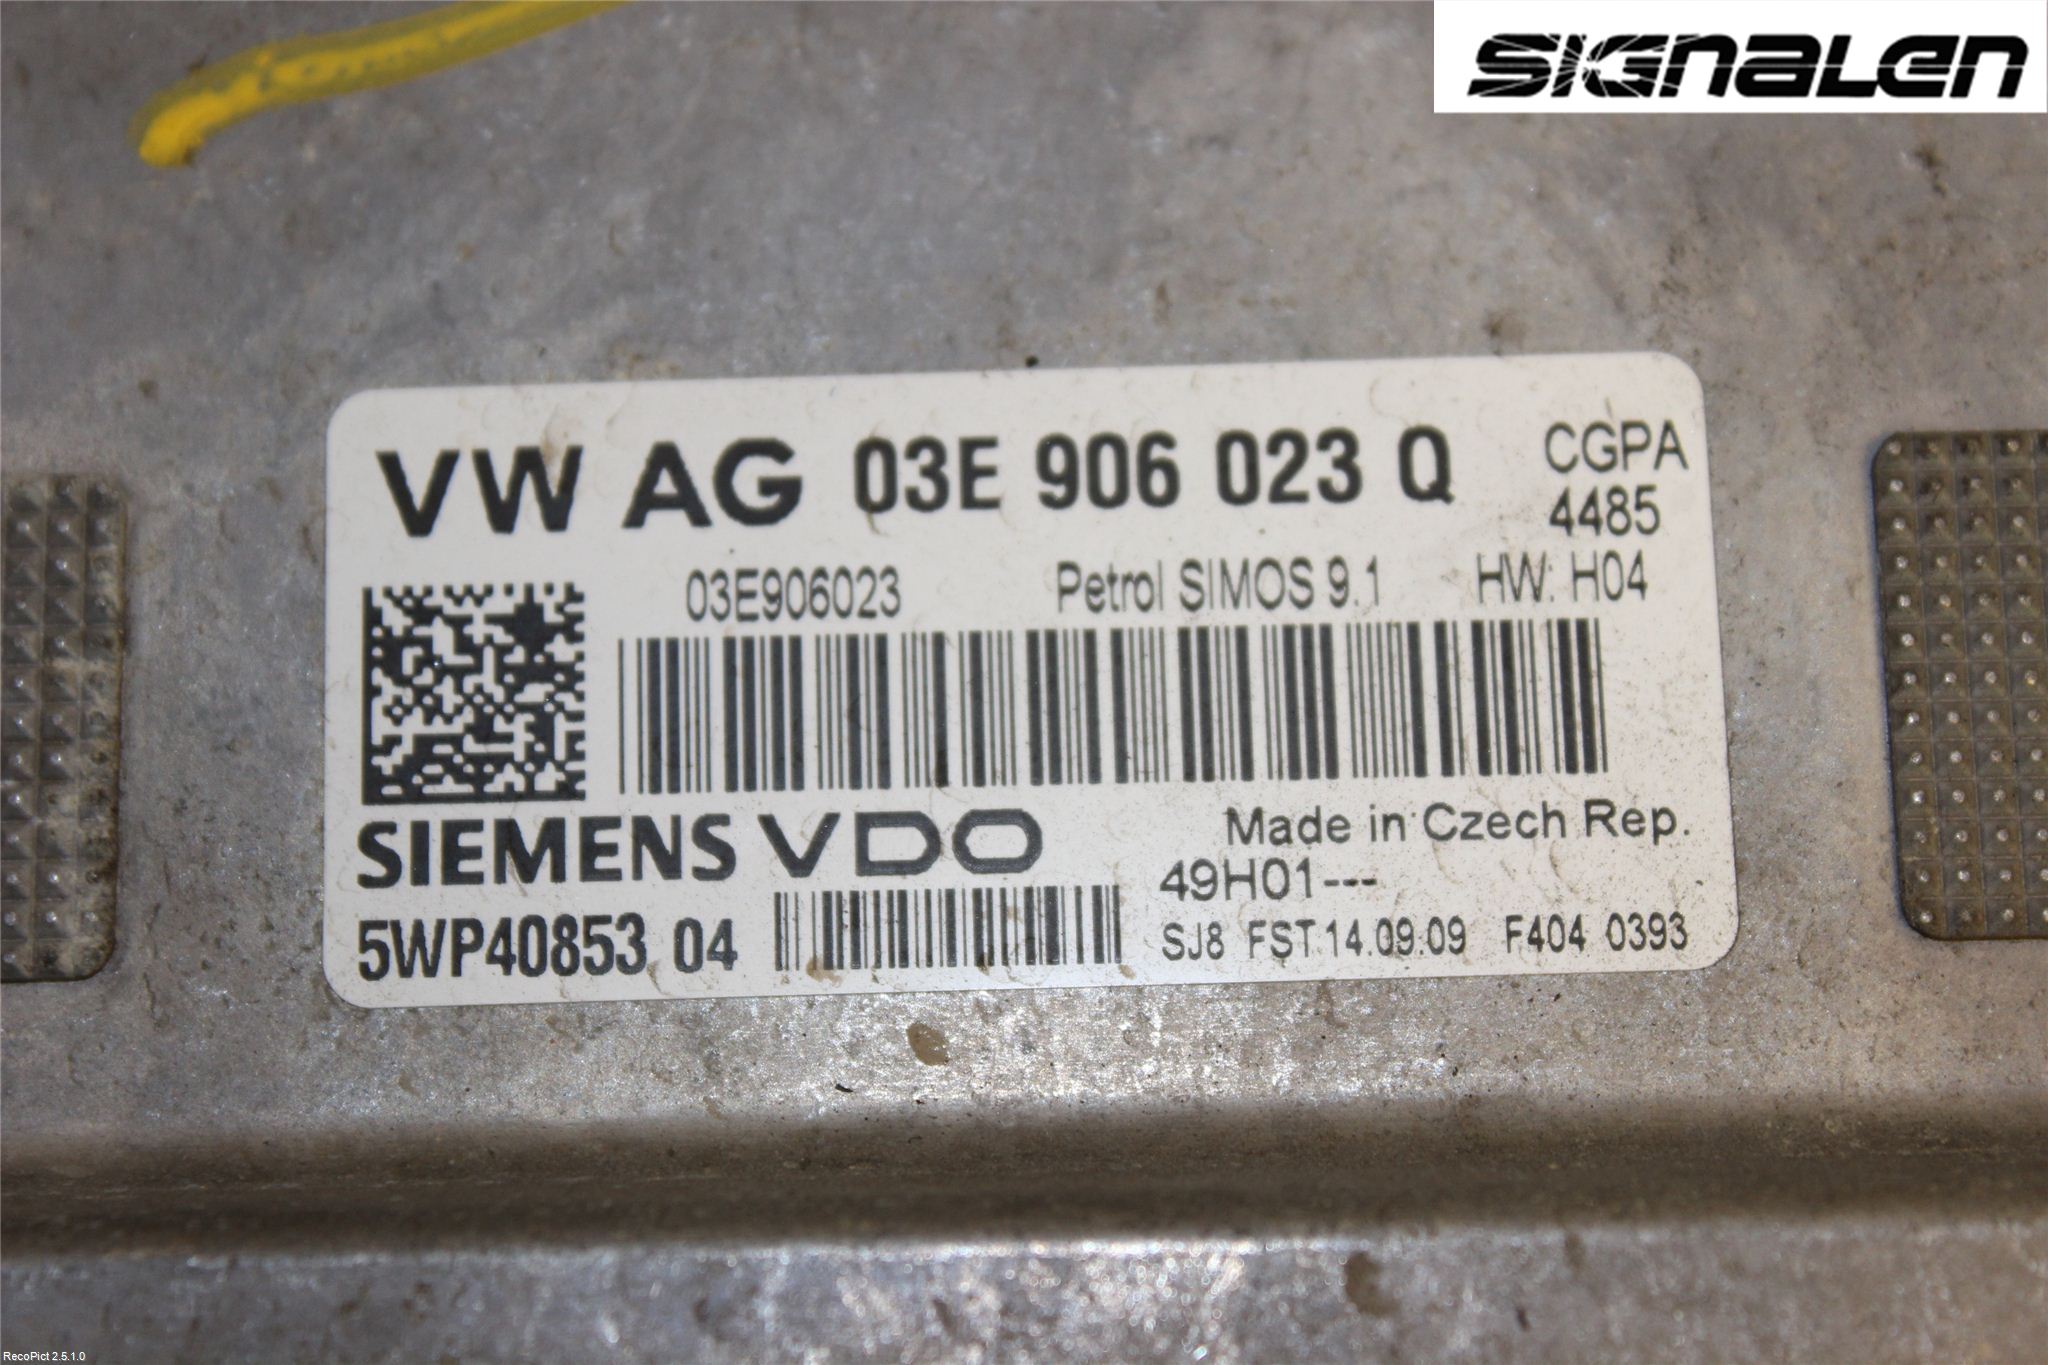 SIGNALEN
VW AG 03E 906 023 Q CGPA
4485
03E906023 Petrol SIMOS 9.1 HW: H04
SIEMENS VDO Made in Czech Rep.
49H01---
5WP40853 04 SJ8 FST 14.09.09 F404 0393
RecoPict 2.5.1.0